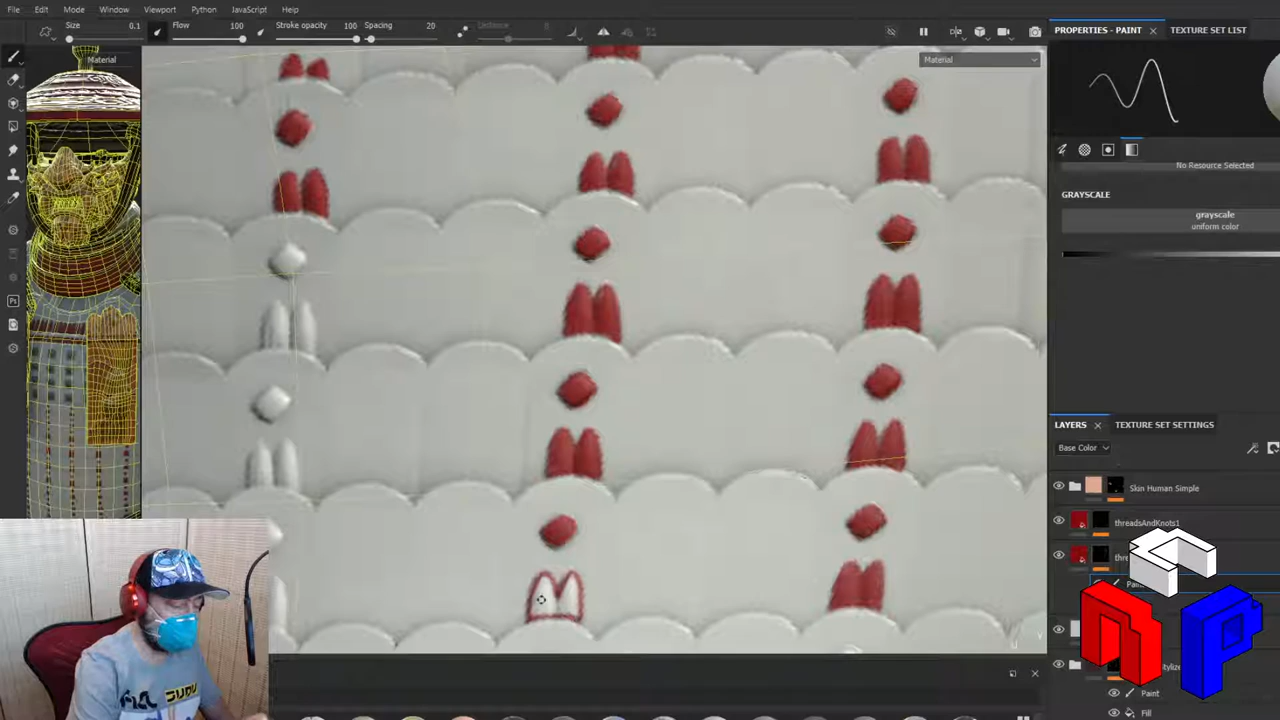 File Edit Mode Window Viewport Python JavaScript Help
Size 0.1 Flow 100 Stroke opacity 100 Spacing 20 Distance 8
PROPERTIES - PAINT TEXTURE SET LIST
Material
Material
No Resource Selected
GRAYSCALE
grayscale
uniform color
LAYERS TEXTURE SET SETTINGS
Base Color
Skin Human Simple
threadsAndKnots1
Paint
Fill